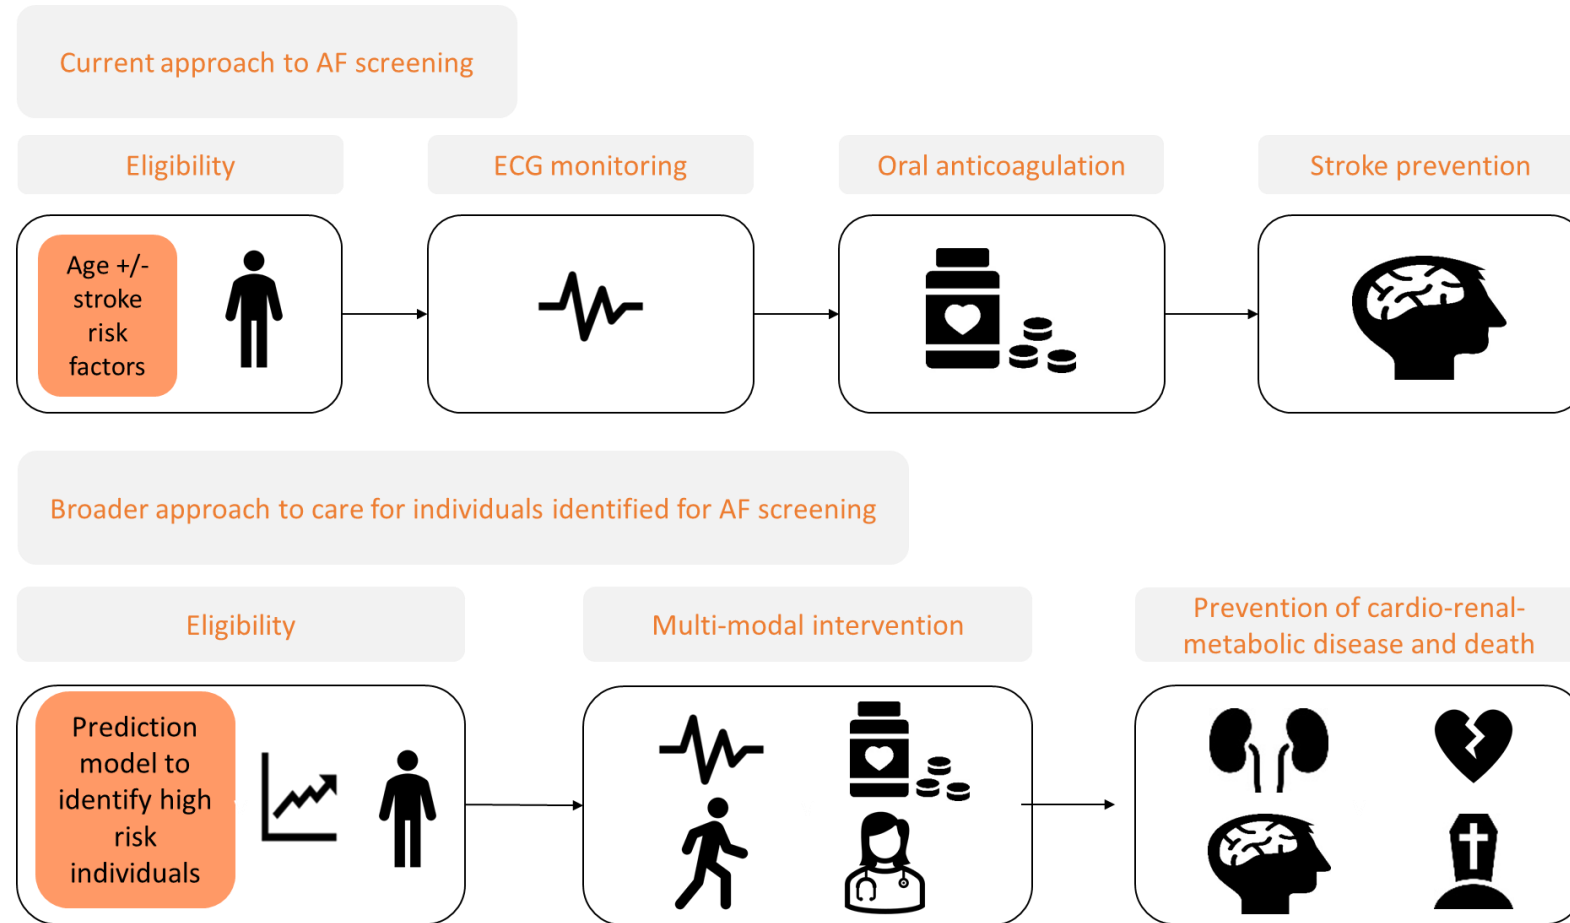 Current approach to AF screening
Eligibility
ECG monitoring
Oral anticoagulation
Stroke prevention
Age +/-
stroke
risk
factors
Broader approach to care for individuals identified for AF screening
Eligibility
Multi-modal intervention
Prevention of cardio-renal-
metabolic disease and death
Prediction
model to
identify high
risk
individuals